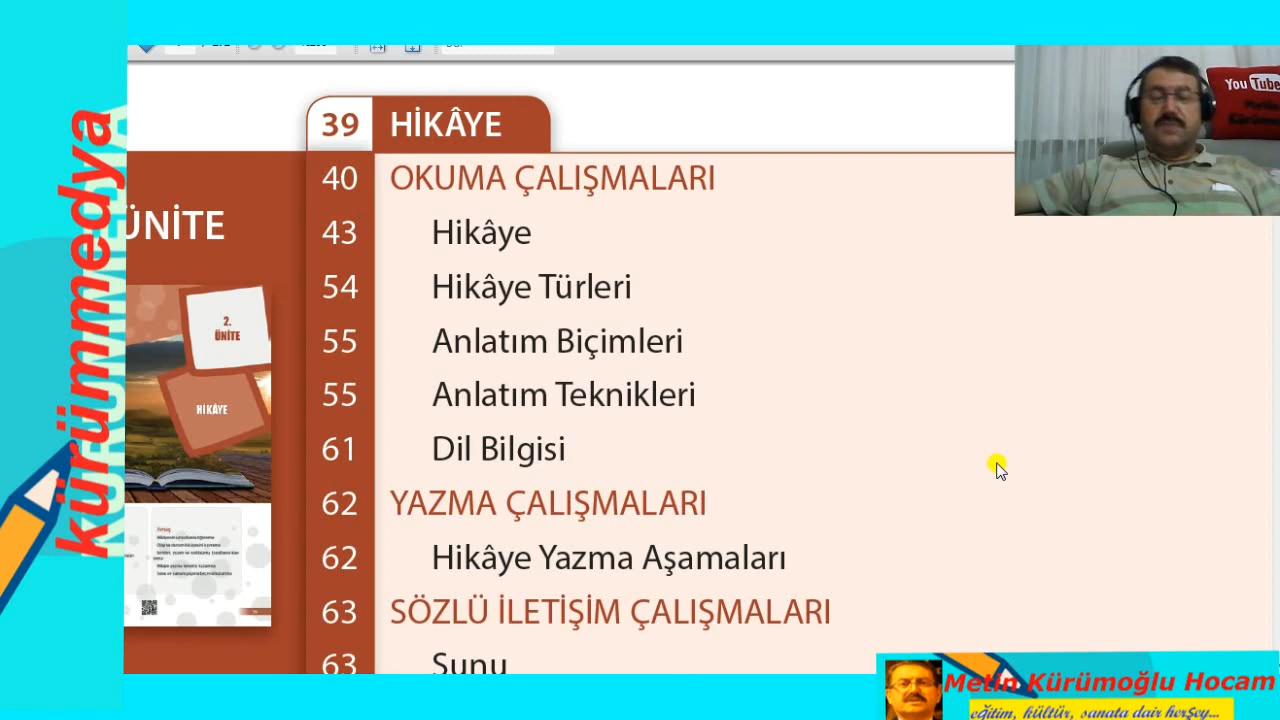 39 HİKÂYE
40 OKUMA ÇALIŞMALARI
43 Hikâye
54 Hikâye Türleri
55 Anlatım Biçimleri
55 Anlatım Teknikleri
61 Dil Bilgisi
62 YAZMA ÇALIŞMALARI
62 Hikâye Yazma Aşamaları
63 SÖZLÜ İLETİŞİM ÇALIŞMALARI
63 Sunu
ÜNİTE
2.
ÜNİTE
HİKÂYE
kürümmedya
You Tube
Metin Kürümoğlu Hocam
eğitim, kültür, sanata dair herşey...